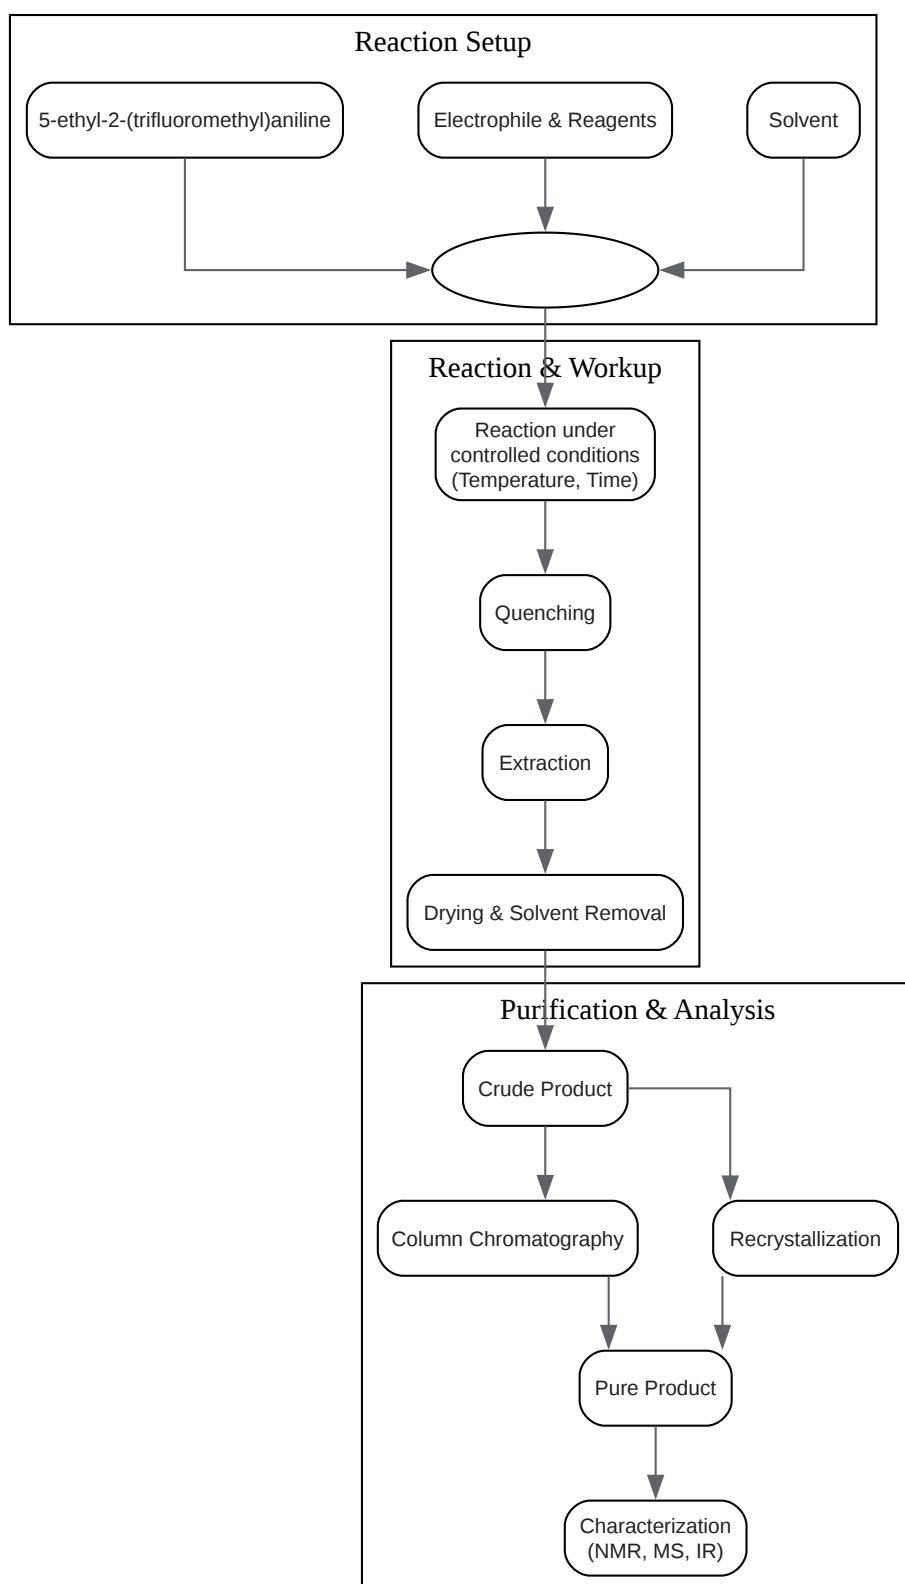 Reaction Setup
5-ethyl-2-(trifluoromethyl)aniline
Electrophile & Reagents
Solvent
Reaction & Workup
Reaction under
controlled conditions
(Temperature, Time)
Quenching
Extraction
Drying & Solvent Removal
Purification & Analysis
Crude Product
Column Chromatography
Recrystallization
Pure Product
Characterization
(NMR, MS, IR)